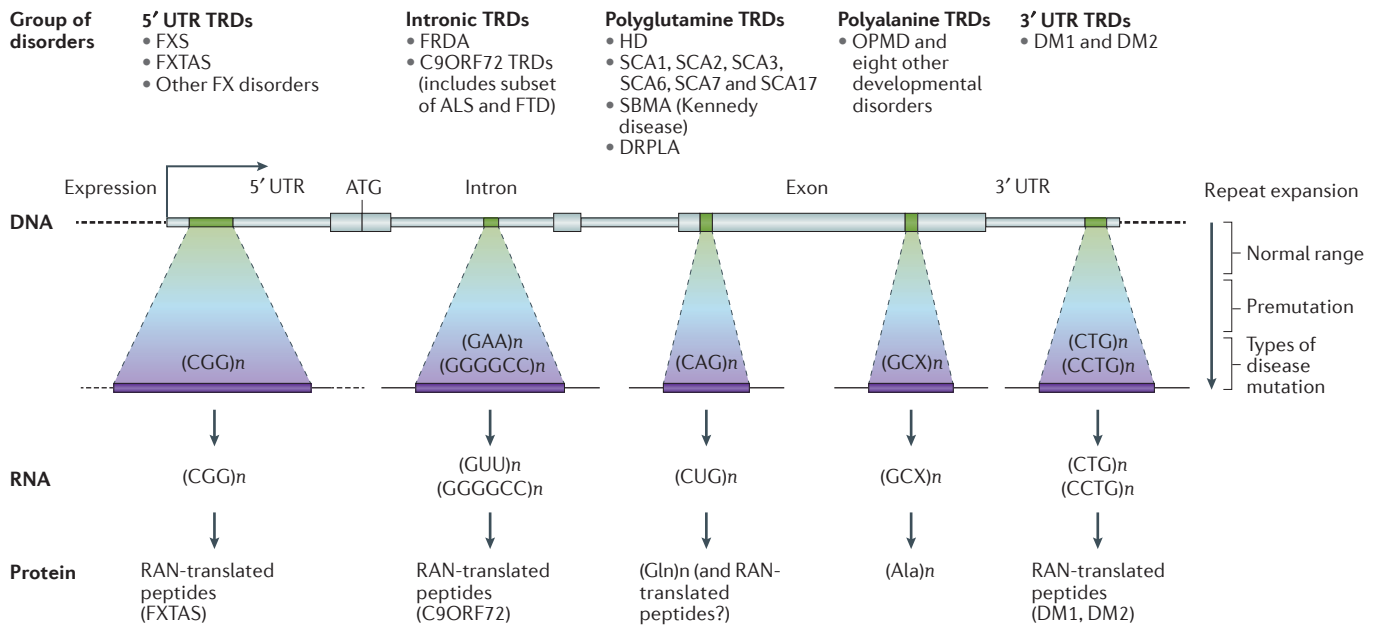 Group of
disorders
5′ UTR TRDs
• FXS
• FXTAS
• Other FX disorders
Intronic TRDs
• FRDA
• C9ORF72 TRDs
(includes subset
of ALS and FTD)
Polyglutamine TRDs
• HD
• SCA1, SCA2, SCA3,
SCA6, SCA7 and SCA17
• SBMA (Kennedy
disease)
• DRPLA
Polyalanine TRDs
• OPMD and
eight other
developmental
disorders
3′ UTR TRDs
• DM1 and DM2
Expression
5′ UTR
ATG
Intron
Exon
3′ UTR
Repeat expansion
DNA
Normal range
Premutation
Types of
disease
mutation
(CGG)n
(GAA)n
(GGGGCC)n
(CAG)n
(GCX)n
(CTG)n
(CCTG)n
RNA
(CGG)n
(GUU)n
(GGGGCC)n
(CUG)n
(GCX)n
(CTG)n
(CCTG)n
Protein
RAN-translated
peptides
(FXTAS)
RAN-translated
peptides
(C9ORF72)
(Gln)n (and RAN-
translated
peptides?)
(Ala)n
RAN-translated
peptides
(DM1, DM2)